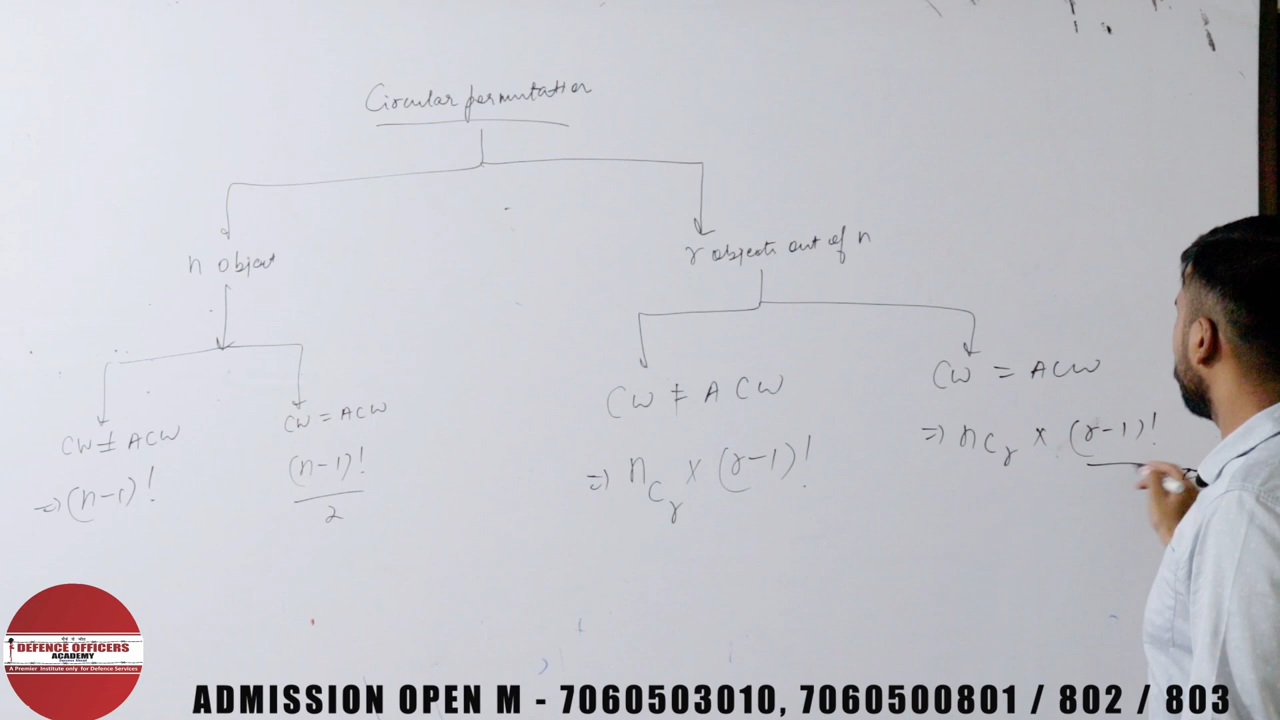 Circular permutation
n object
r objects out of n
CW ≠ ACW
CW = ACW
⇒ (n-1)!
(n-1)!
2
CW ≠ ACW
⇒ nCr × (r-1)!
CW = ACW
⇒ nCr × (r-1)!
DEFENCE OFFICERS
ACADEMY
A Premier Institute only for Defence Services
ADMISSION OPEN M - 7060503010, 7060500801 / 802 / 803